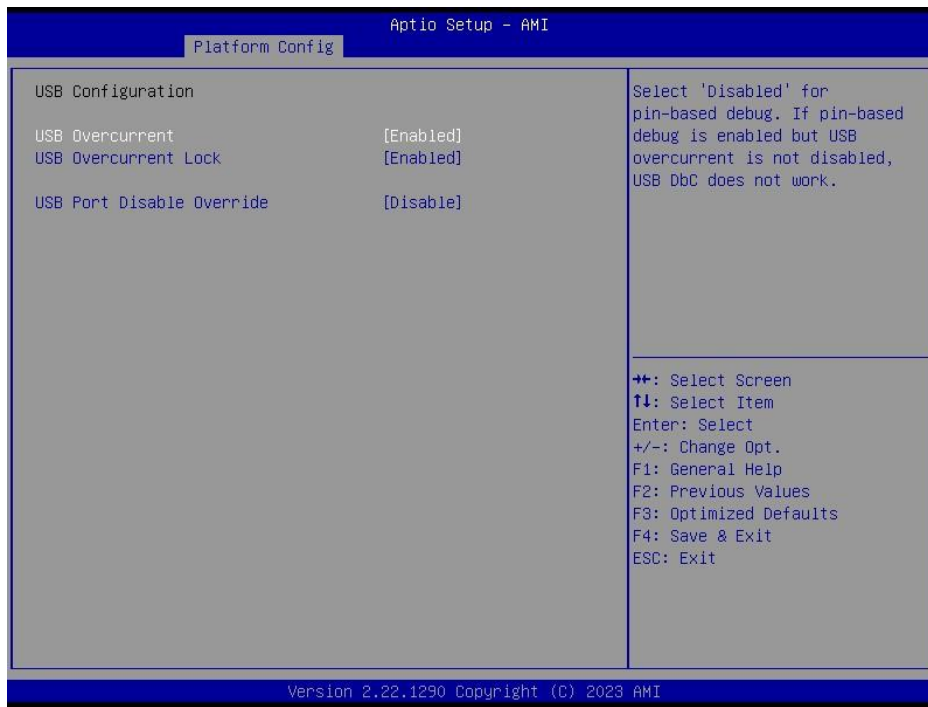 Aptio Setup – AMI
Platform Config
USB Configuration
USB Overcurrent [Enabled]
USB Overcurrent Lock [Enabled]
USB Port Disable Override [Disable]
Select 'Disabled' for
pin-based debug. If pin-based
debug is enabled but USB
overcurrent is not disabled,
USB DbC does not work.
→←: Select Screen
↑↓: Select Item
Enter: Select
+/-: Change Opt.
F1: General Help
F2: Previous Values
F3: Optimized Defaults
F4: Save & Exit
ESC: Exit
Version 2.22.1290 Copyright (C) 2023 AMI